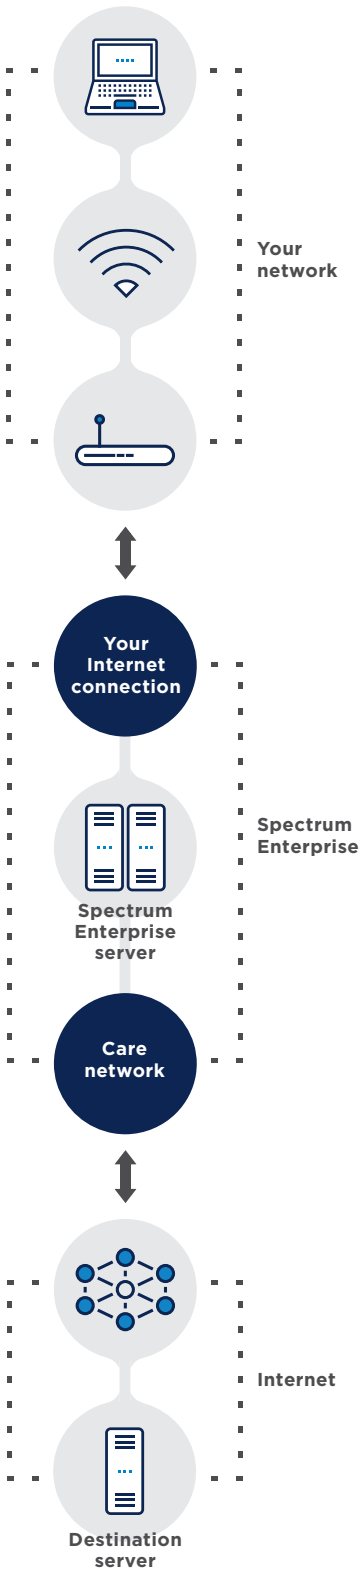 Your
network
Your
Internet
connection
Spectrum
Enterprise
Spectrum
Enterprise
server
Care
network
Internet
Destination
server